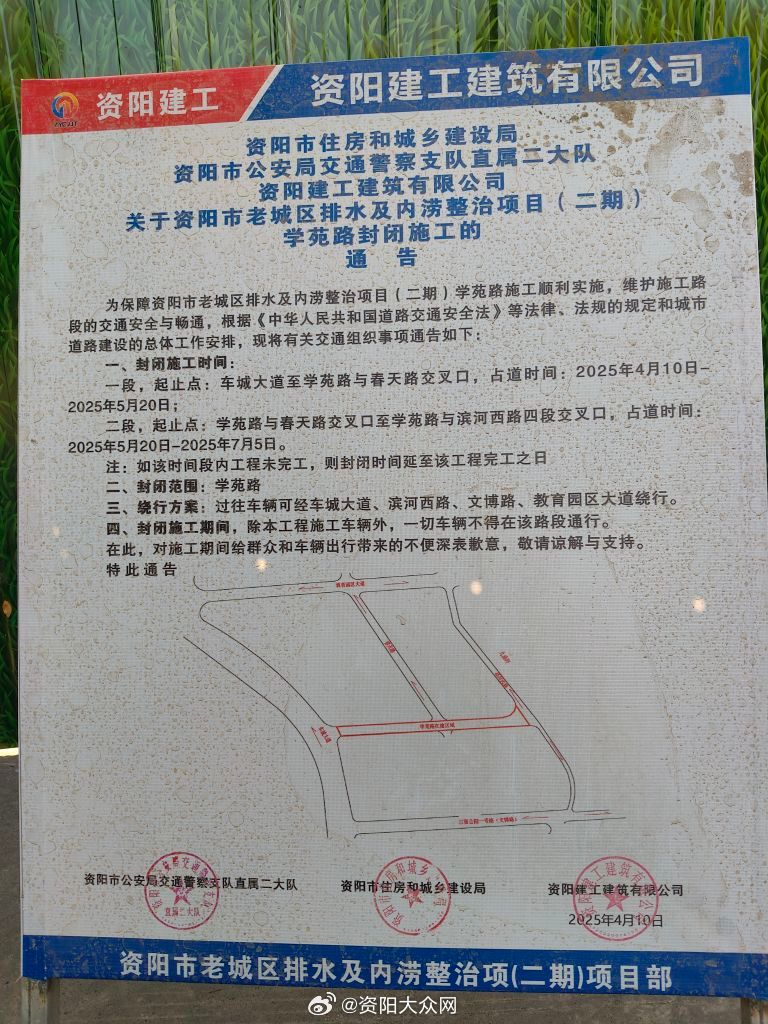 资阳建工
资阳建工建筑有限公司
资阳市住房和城乡建设局
资阳市公安局交通警察支队直属二大队
资阳建工建筑有限公司
关于资阳市老城区排水及内涝整治项目（二期）
学苑路封闭施工的
通 告
为保障资阳市老城区排水及内涝整治项目（二期）学苑路施工顺利实施，维护施工路
段的交通安全与畅通，根据《中华人民共和国道路交通安全法》等法律、法规的规定和城市
道路建设的总体工作安排，现将有关交通组织事项通告如下：
一、封闭施工时间：
一段，起止点：车城大道至学苑路与春天路交叉口，占道时间：2025年4月10日-
2025年5月20日；
二段，起止点：学苑路与春天路交叉口至学苑路与滨河西路四段交叉口，占道时间：
2025年5月20日-2025年7月5日。
注：如该时间段内工程未完工，则封闭时间延至该工程完工之日
二、封闭范围：学苑路
三、绕行方案：过往车辆可经车城大道、滨河西路、文博路、教育园区大道绕行。
四、封闭施工期间，除本工程施工车辆外，一切车辆不得在该路段通行。
在此，对施工期间给群众和车辆出行带来的不便深表歉意，敬请谅解与支持。
特此通告
车城大道
资阳市公安局交通警察支队直属二大队
资阳市住房和城乡建设局
资阳建工建筑有限公司
2025年4月10日
直属二大队
资阳市老城区排水及内涝整治项(二期)项目部
@资阳大众网